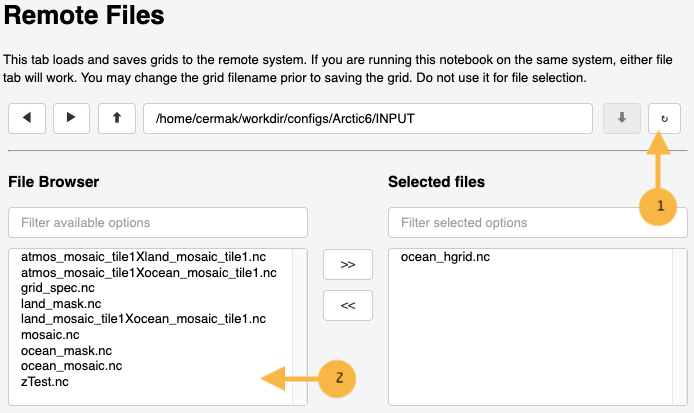 Remote Files
This tab loads and saves grids to the remote system. If you are running this notebook on the same system, either file
tab will work. You may change the grid filename prior to saving the grid. Do not use it for file selection.
/home/cermak/workdir/configs/Arctic6/INPUT
File Browser
Selected files
1
Filter available options
Filter selected options
atmos_mosaic_tile1Xland_mosaic_tile1.nc
atmos_mosaic_tile1Xocean_mosaic_tile1.nc
grid_spec.nc
land_mask.nc
land_mosaic_tile1Xocean_mosaic_tile1.nc
mosaic.nc
ocean_mask.nc
ocean_mosaic.nc
zTest.nc
>>
<<
ocean_hgrid.nc
2